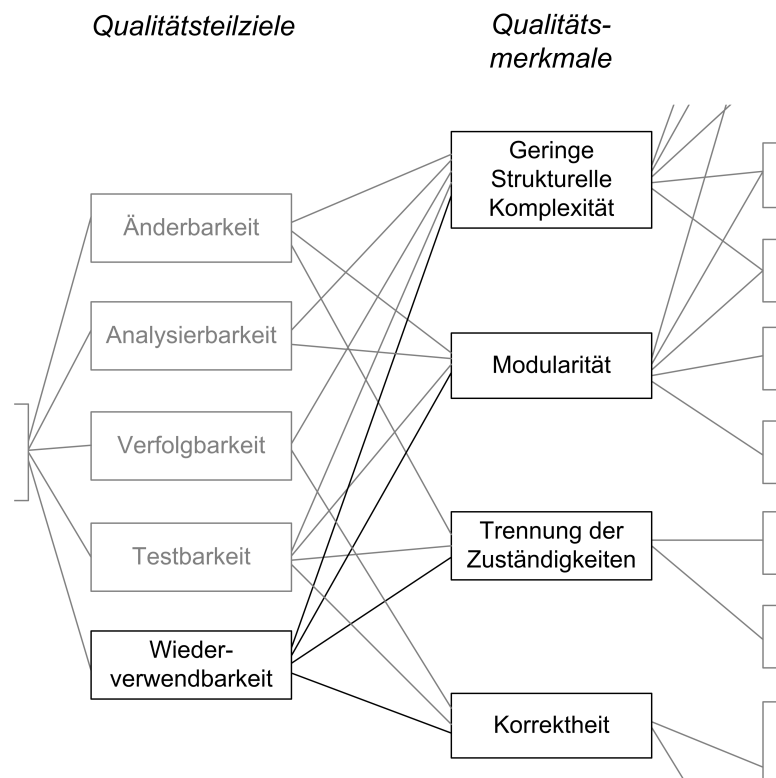 Qualitätsteilziele
Qualitäts-
merkmale
Änderbarkeit
Analysierbarkeit
Verfolgbarkeit
Testbarkeit
Wieder-
verwendbarkeit
Geringe
Strukturelle
Komplexität
Modularität
Trennung der
Zuständigkeiten
Korrektheit